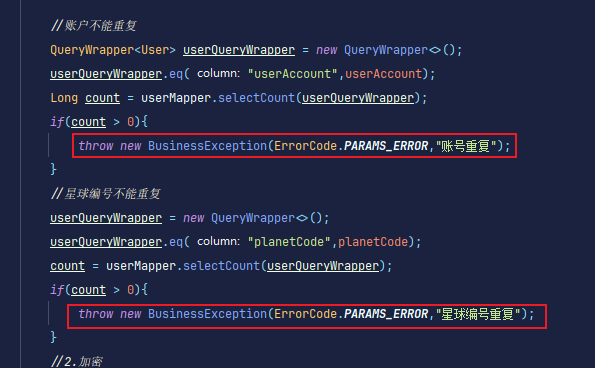 //账户不能重复
QueryWrapper<User> userQueryWrapper = new QueryWrapper<>();
userQueryWrapper.eq( column: "userAccount",userAccount);
Long count = userMapper.selectCount(userQueryWrapper);
if(count > 0){
throw new BusinessException(ErrorCode.PARAMS_ERROR,"账号重复");
}
//星球编号不能重复
userQueryWrapper = new QueryWrapper<>();
userQueryWrapper.eq( column: "planetCode",planetCode);
count = userMapper.selectCount(userQueryWrapper);
if(count > 0){
throw new BusinessException(ErrorCode.PARAMS_ERROR,"星球编号重复");
}
//2.加密